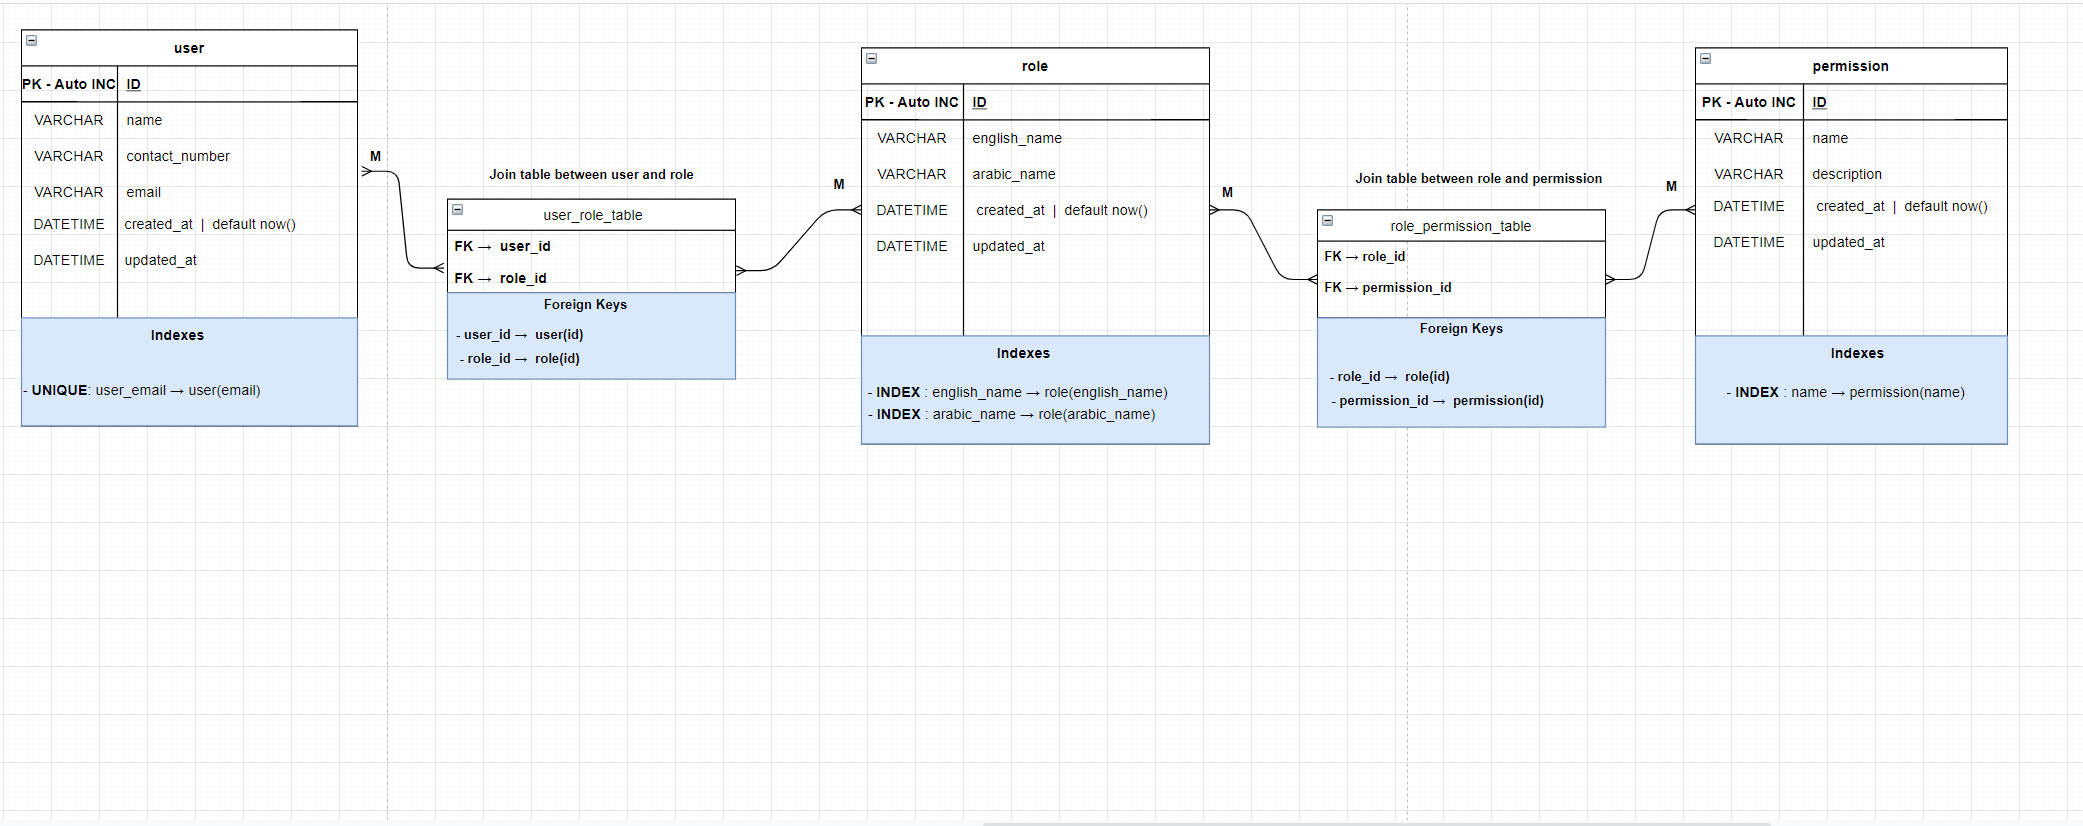 user
PK - Auto INC ID
VARCHAR name
VARCHAR contact_number
VARCHAR email
DATETIME created_at | default now()
DATETIME updated_at
Indexes
- UNIQUE: user_email → user(email)
M
Join table between user and role
user_role_table
FK → user_id
FK → role_id
Foreign Keys
- user_id → user(id)
- role_id → role(id)
M
role
PK - Auto INC ID
VARCHAR english_name
VARCHAR arabic_name
DATETIME created_at | default now()
DATETIME updated_at
Indexes
- INDEX : english_name → role(english_name)
- INDEX : arabic_name → role(arabic_name)
M
Join table between role and permission
role_permission_table
FK → role_id
FK → permission_id
Foreign Keys
- role_id → role(id)
- permission_id → permission(id)
M
permission
PK - Auto INC ID
VARCHAR name
VARCHAR description
DATETIME created_at | default now()
DATETIME updated_at
Indexes
- INDEX : name → permission(name)